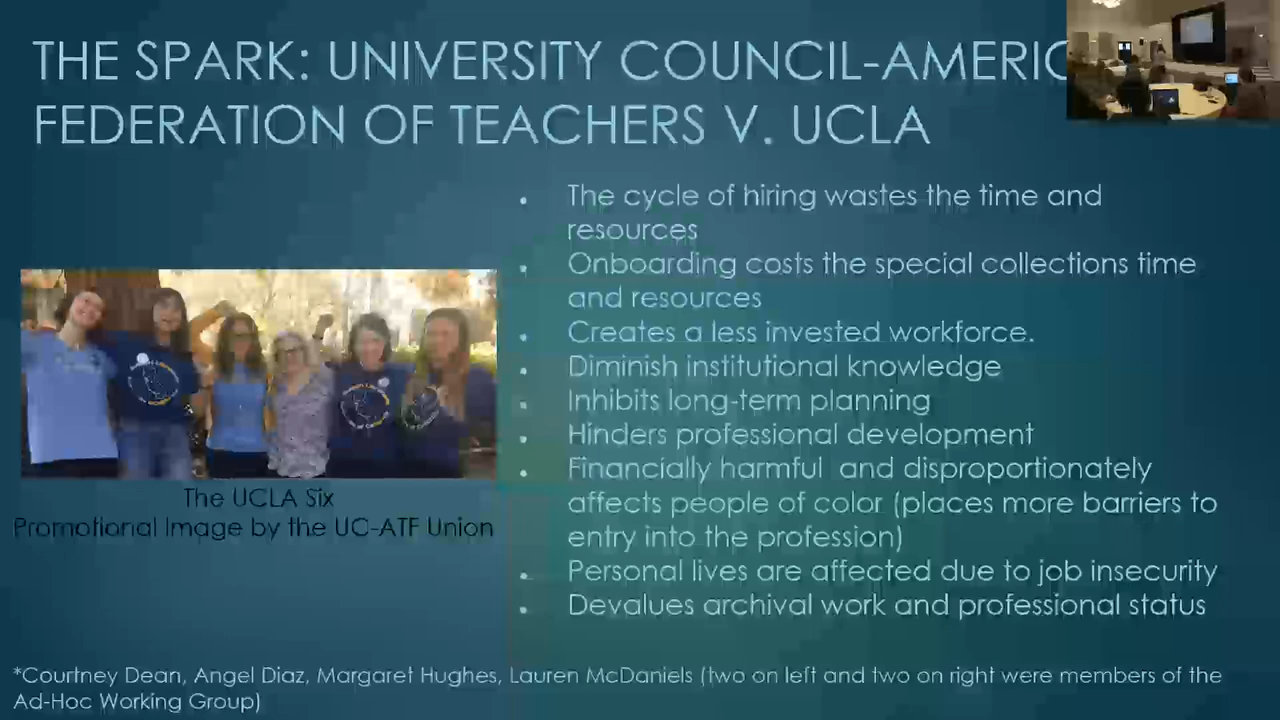 THE SPARK: UNIVERSITY COUNCIL-AMERIC
FEDERATION OF TEACHERS V. UCLA
The cycle of hiring wastes the time and
resources
Onboarding costs the special collections time
and resources
Creates a less invested workforce.
Diminish institutional knowledge
Inhibits long-term planning
Hinders professional development
Financially harmful and disproportionately
affects people of color (places more barriers to
entry into the profession)
Personal lives are affected due to job insecurity
Devalues archival work and professional status
The UCLA Six
Promotional Image by the UC-ATF Union
*Courtney Dean, Angel Diaz, Margaret Hughes, Lauren McDaniels (two on left and two on right were members of the
Ad-Hoc Working Group)